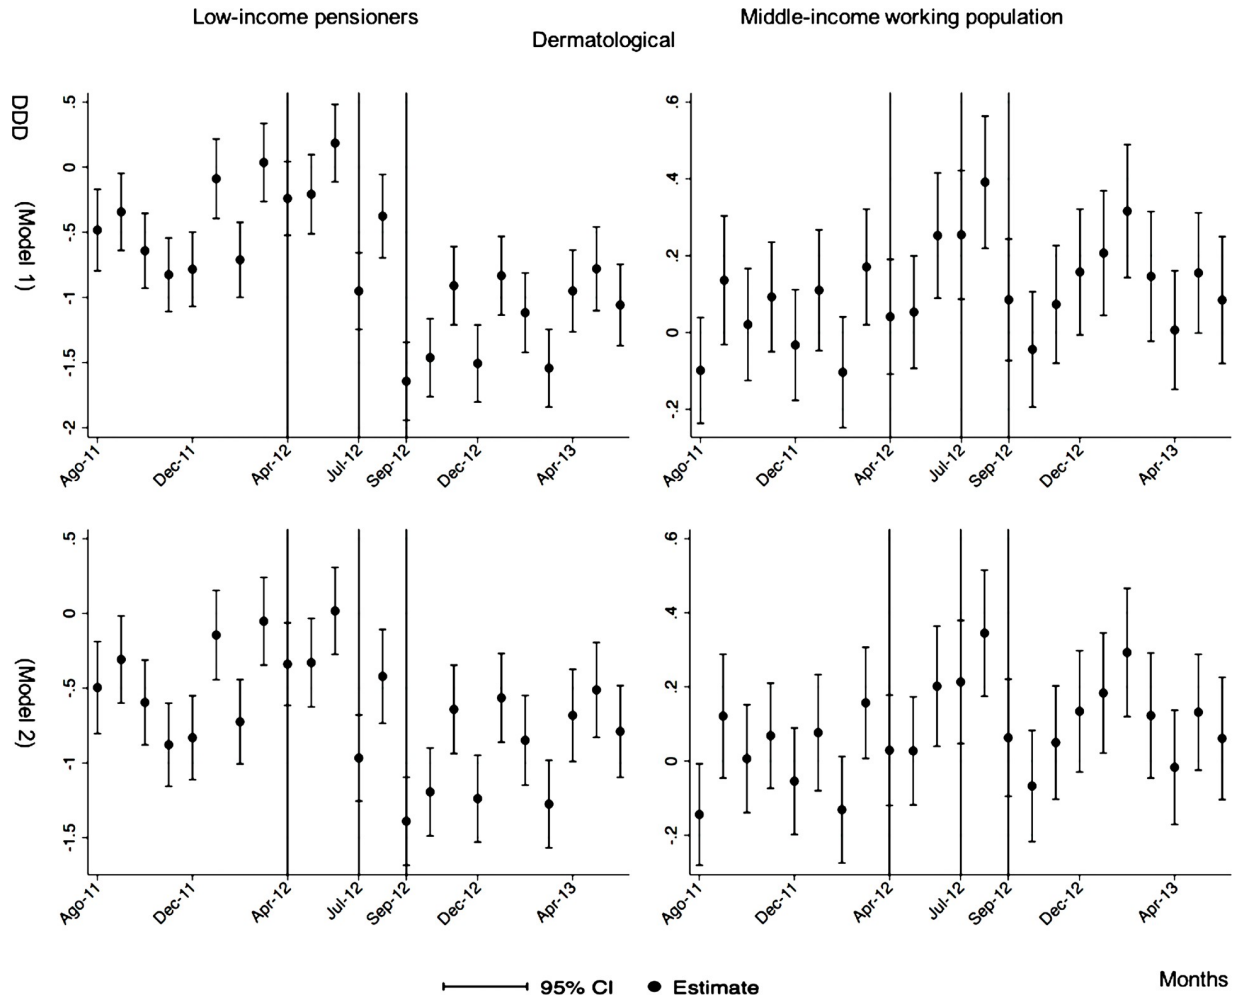 Low-income pensioners
Middle-income working population
Dermatological
DDD (Model 1)
.5
0
-.5
-1
-1.5
-2
Ago-11
Dec-11
Apr-12
Jul-12
Sep-12
Dec-12
Apr-13
.6
.4
.2
0
-.2
Ago-11
Dec-11
Apr-12
Jul-12
Sep-12
Dec-12
Apr-13
(Model 2)
.5
0
-.5
-1
-1.5
Ago-11
Dec-11
Apr-12
Jul-12
Sep-12
Dec-12
Apr-13
.6
.4
.2
0
-.2
Ago-11
Dec-11
Apr-12
Jul-12
Sep-12
Dec-12
Apr-13
95% CI
Estimate
Months